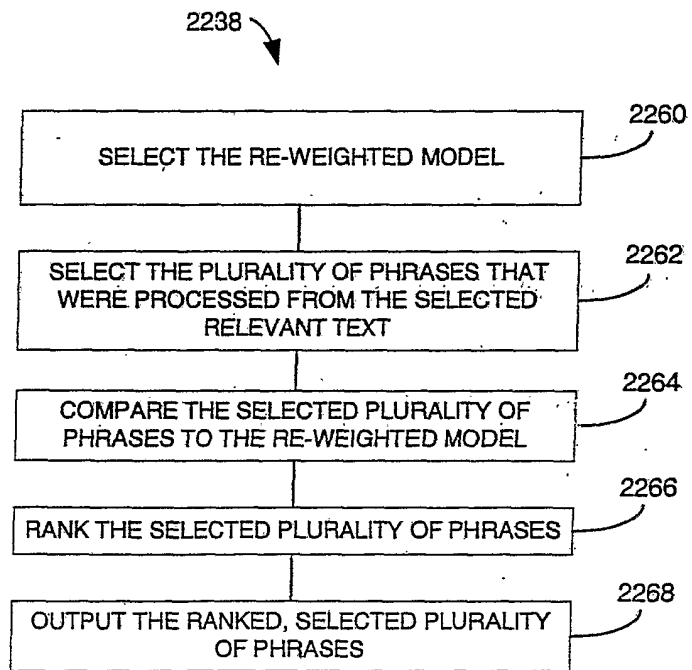 2238
2260
SELECT THE RE-WEIGHTED MODEL
2262
SELECT THE PLURALITY OF PHRASES THAT
WERE PROCESSED FROM THE SELECTED
RELEVANT TEXT
2264
COMPARE THE SELECTED PLURALITY OF
PHRASES TO THE RE-WEIGHTED MODEL
2266
RANK THE SELECTED PLURALITY OF PHRASES
2268
OUTPUT THE RANKED, SELECTED PLURALITY
OF PHRASES